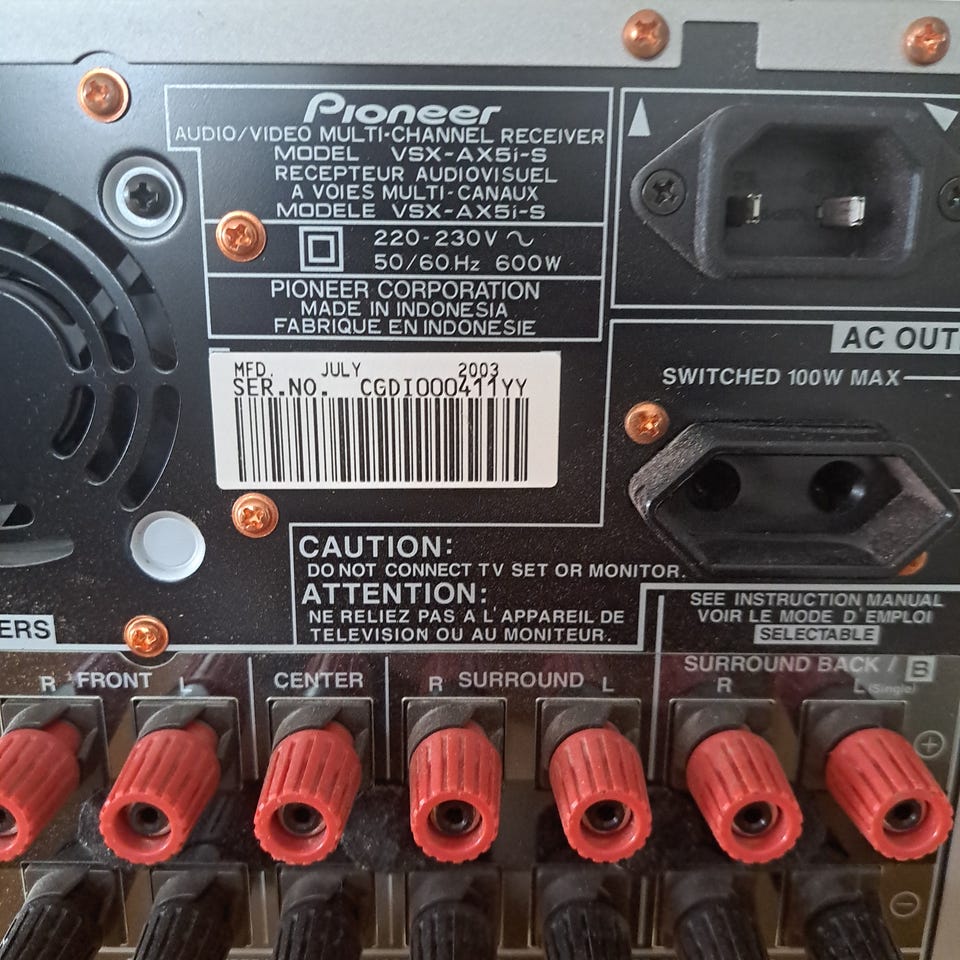 Pioneer
AUDIO/VIDEO MULTI-CHANNEL RECEIVER
MODEL VSX-AX5i-S
RECEPTEUR AUDIOVISUEL
A VOIES MULTI-CANAUX
MODELE VSX-AX5i-S
220-230V ~
50/60Hz 600W
PIONEER CORPORATION
MADE IN INDONESIA
FABRIQUE EN INDONESIE
MFD. JULY 2003
SER.NO. CGDI000411YY
AC OUT
SWITCHED 100W MAX
CAUTION:
DO NOT CONNECT TV SET OR MONITOR.
ATTENTION:
NE RELIEZ PAS A L'APPAREIL DE
TELEVISION OU AU MONITEUR.
SEE INSTRUCTION MANUAL
VOIR LE MODE D'EMPLOI
SELECTABLE
ERS
R FRONT L
CENTER
R SURROUND L
SURROUND BACK / B
R L (Single)
+
−